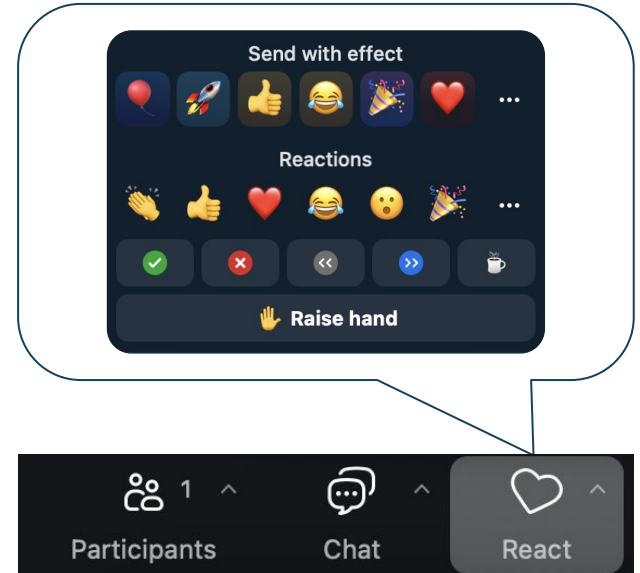 Send with effect
Reactions
Raise hand
1
Participants
Chat
React